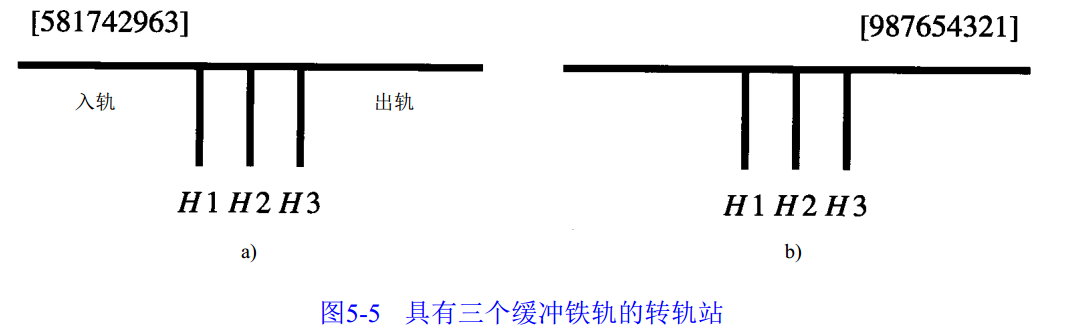 [581742963]
[987654321]
入轨
出轨
H1 H2 H3
H1 H2 H3
a)
b)
图5-5 具有三个缓冲铁轨的转轨站